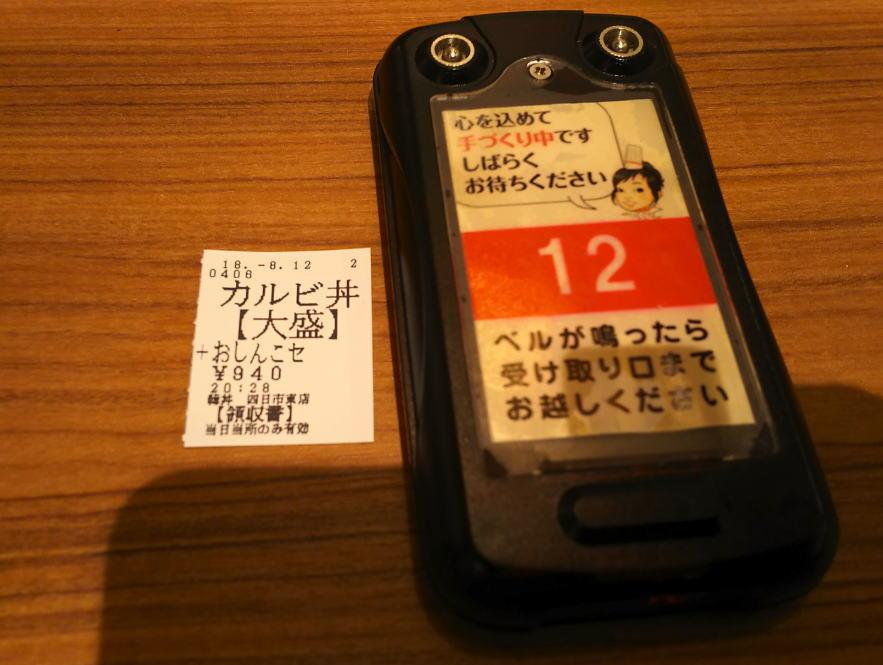 18.-8.12 2
0408
カルビ丼
【大盛】
+おしんこセ
¥940
20:28
韓丼 四日市東店
【領収書】
当日当所のみ有効
心を込めて
手づくり中です
しばらく
お待ちください
12
ベルが鳴ったら
受け取り口まで
お越しください